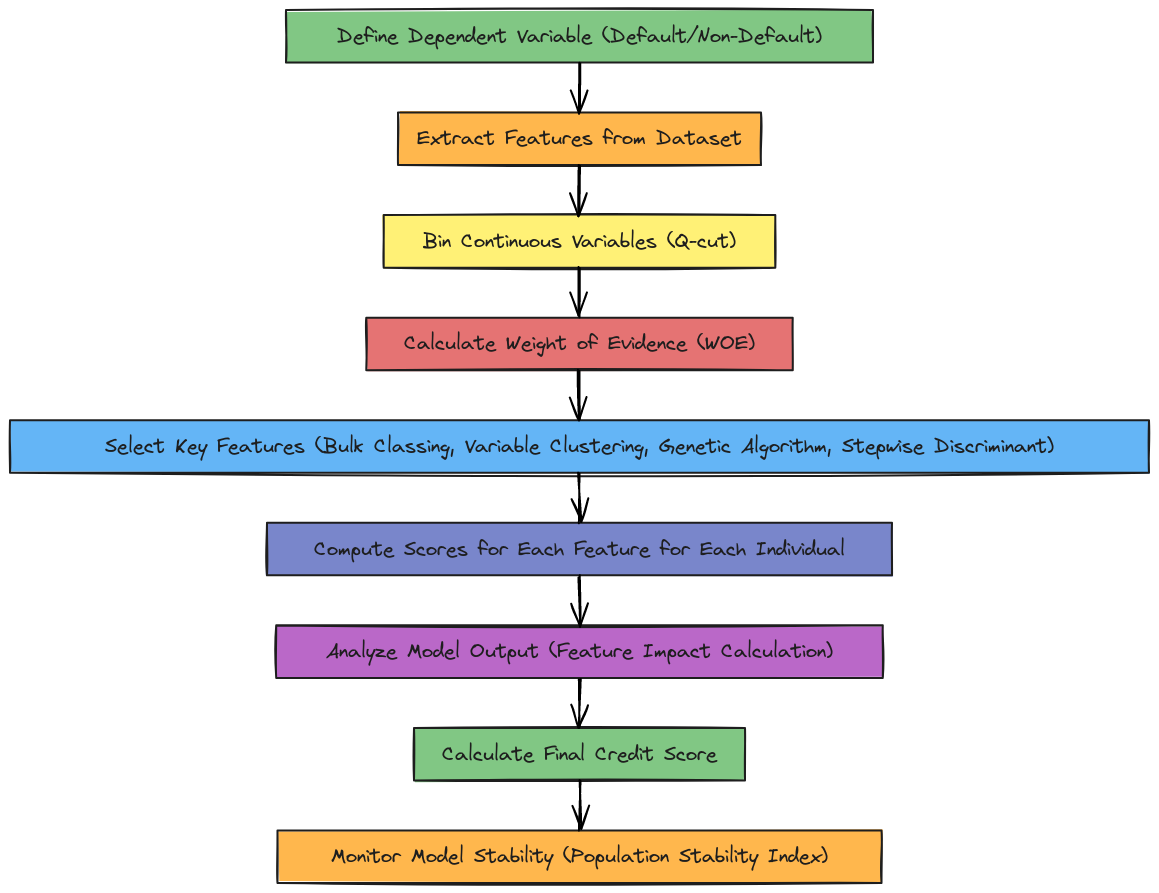 Define Dependent Variable (Default/Non-Default)
Extract Features from Dataset
Bin Continuous Variables (Q-cut)
Calculate Weight of Evidence (WOE)
Select Key Features (Bulk Classing, Variable Clustering, Genetic Algorithm, Stepwise Discriminant)
Compute Scores for Each Feature for Each Individual
Analyze Model Output (Feature Impact Calculation)
Calculate Final Credit Score
Monitor Model Stability (Population Stability Index)